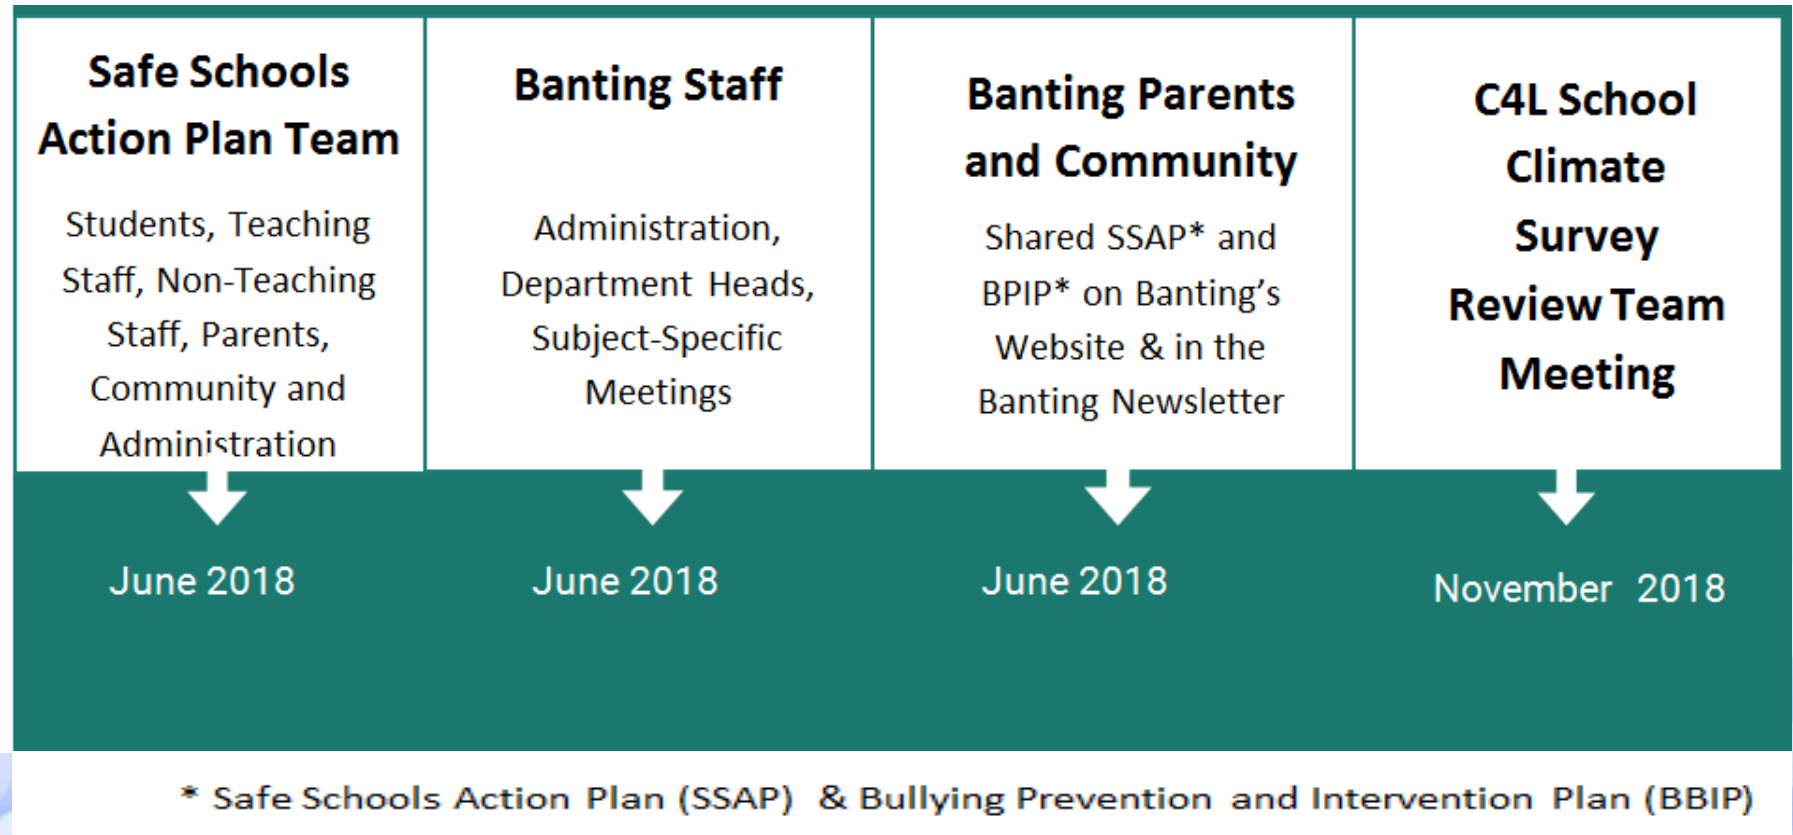 Safe Schools
Action Plan Team
Students, Teaching
Staff, Non-Teaching
Staff, Parents,
Community and
Administration
June 2018
Banting Staff
Administration,
Department Heads,
Subject-Specific
Meetings
June 2018
Banting Parents
and Community
Shared SSAP* and
BPIP* on Banting's
Website & in the
Banting Newsletter
June 2018
C4L School
Climate
Survey
Review Team
Meeting
November 2018
* Safe Schools Action Plan (SSAP) & Bullying Prevention and Intervention Plan (BBIP)